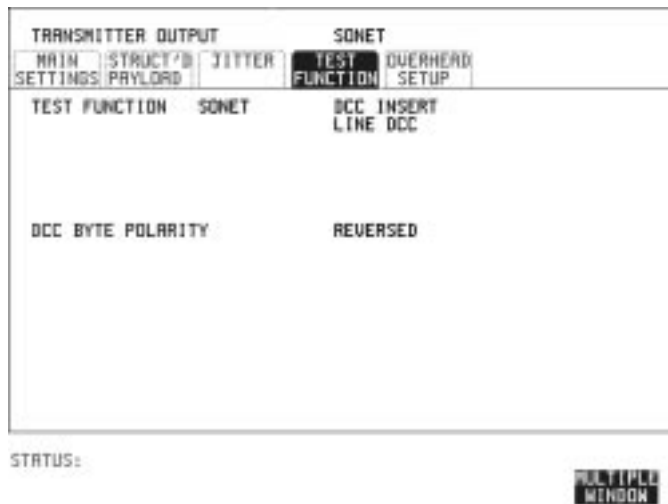 TRANSMITTER OUTPUT SONET
MAIN SETTINGS STRUCT'D PAYLOAD JITTER TEST FUNCTION OVERHEAD SETUP
TEST FUNCTION SONET DCC INSERT
LINE DCC
DCC BYTE POLARITY REVERSED
STATUS:
MULTIPLE
WINDOW